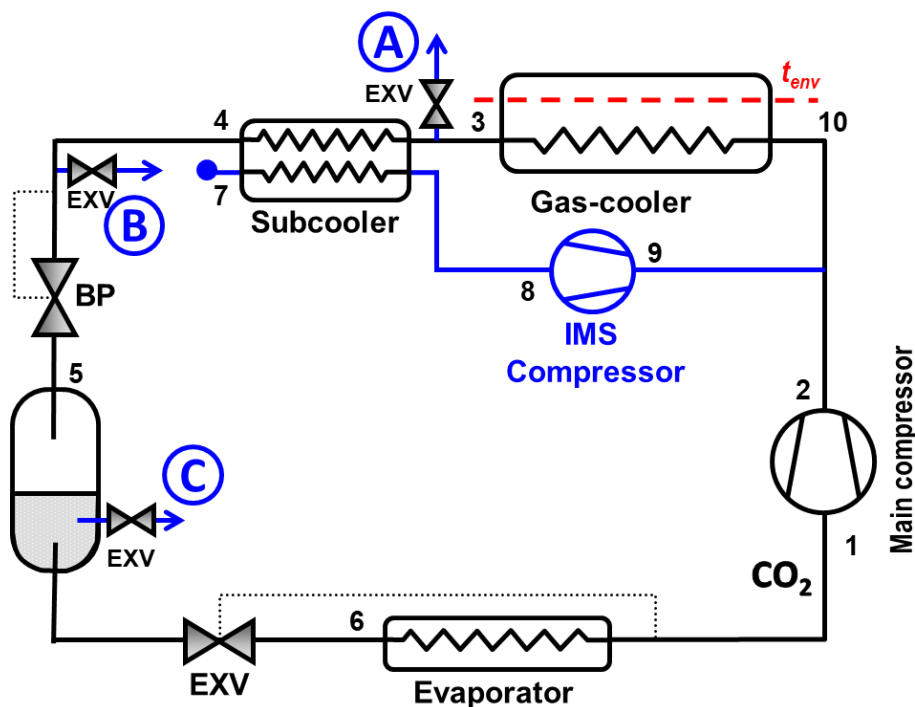 A
t_env
EXV
4
3
10
7
EXV
Subcooler
Gas-cooler
B
9
8
BP
IMS
Compressor
5
2
C
Main compressor
EXV
1
CO₂
6
EXV
Evaporator